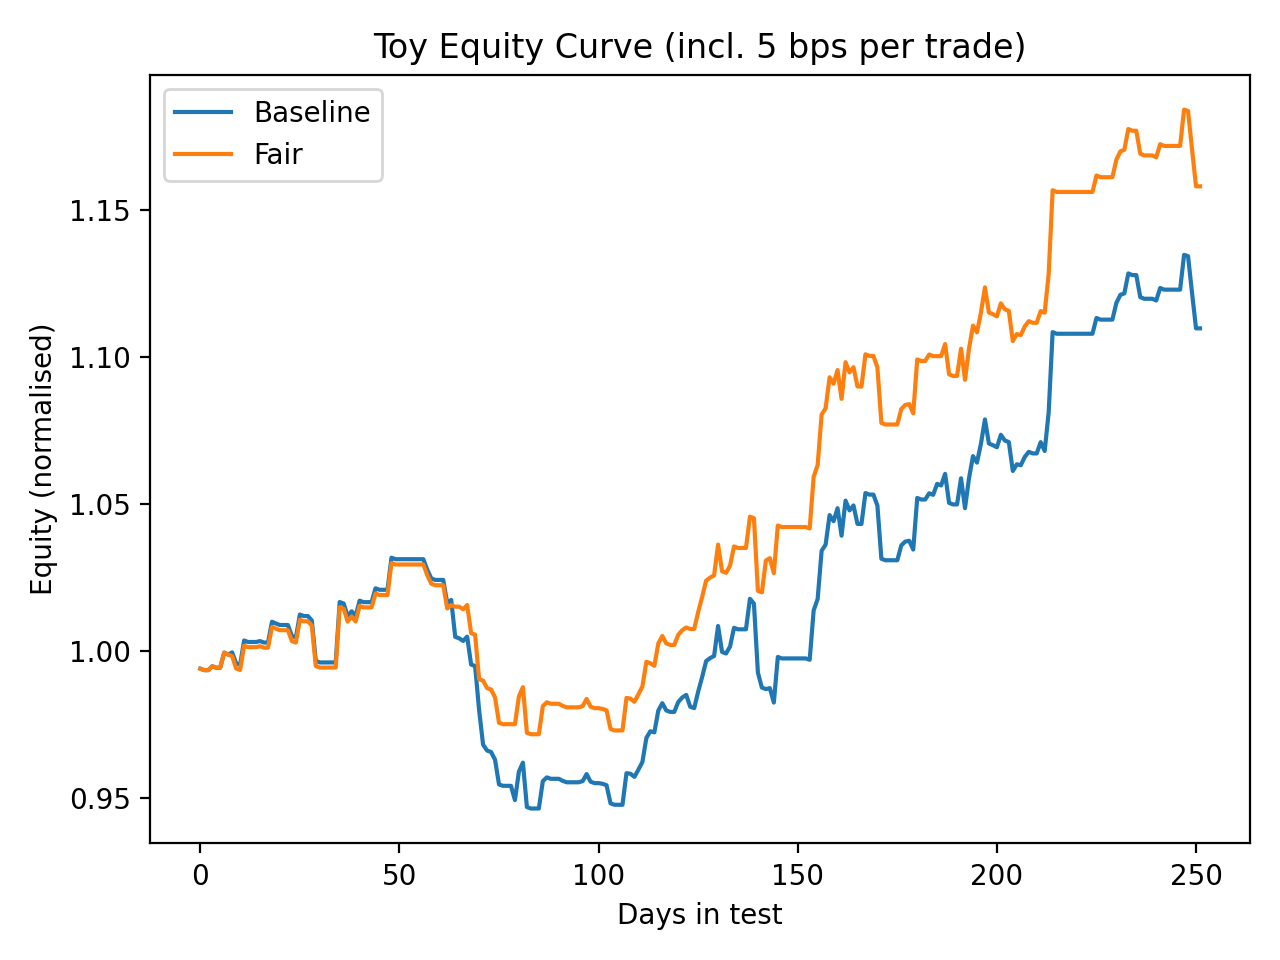 Toy Equity Curve (incl. 5 bps per trade)
Baseline
Fair
1.15
1.10
1.05
1.00
0.95
Equity (normalised)
0
50
100
150
200
250
Days in test